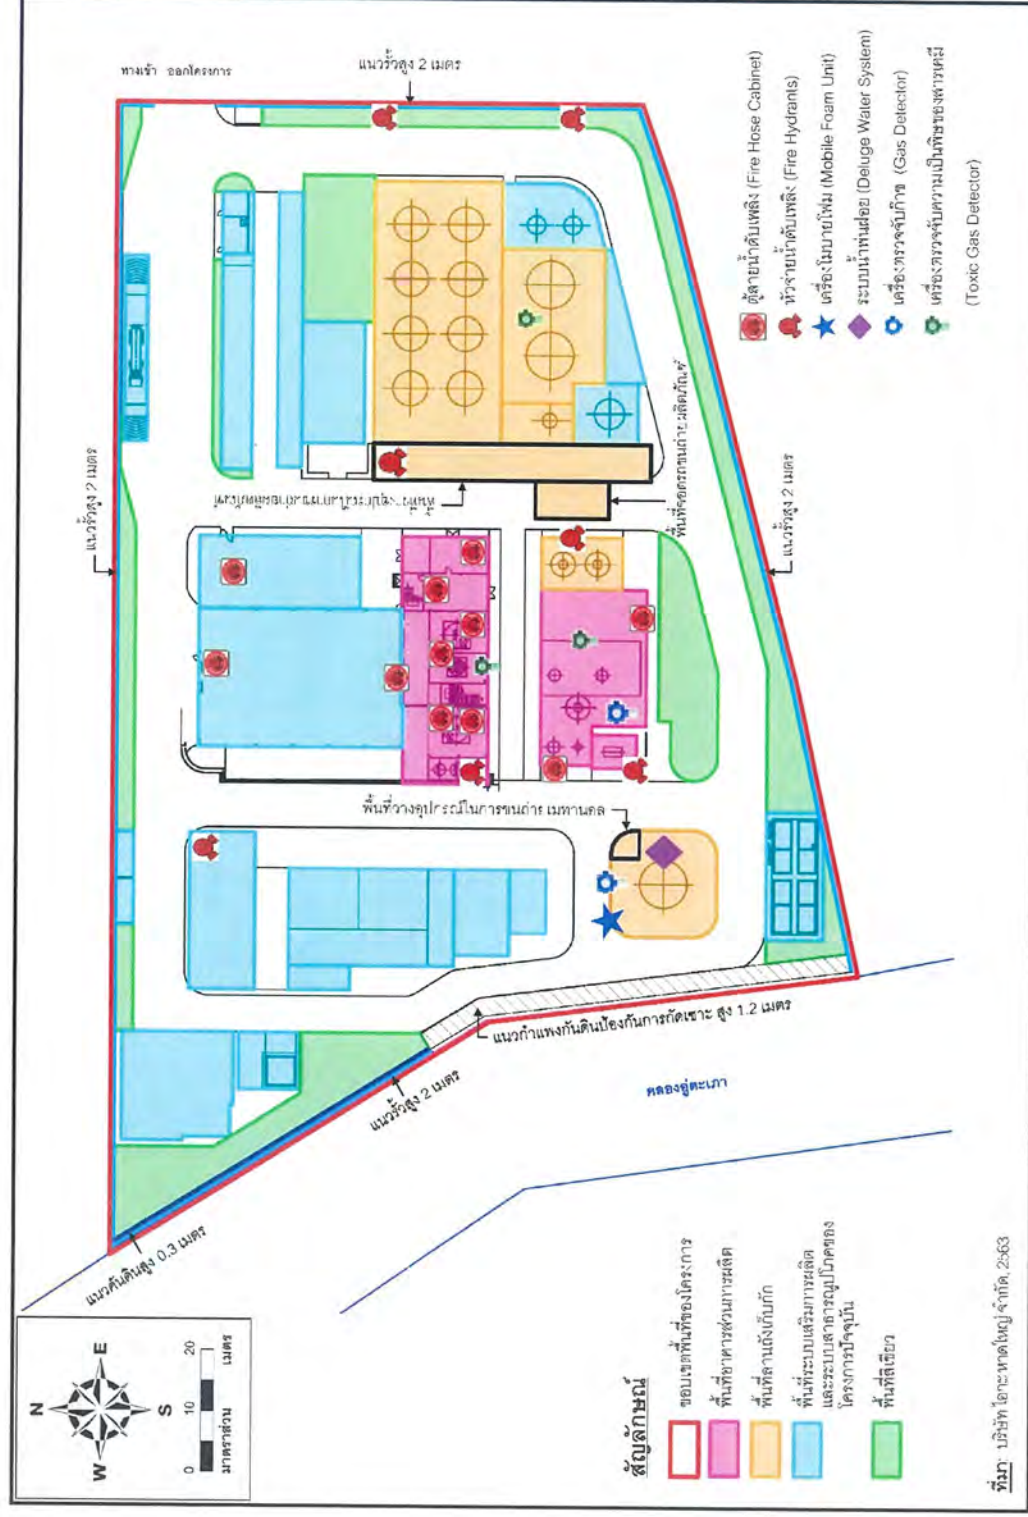 ทางเข้า ออกโครงการ
แนวรั้วสูง 2 เมตร
แนวรั้วสูง 2 เมตร
พื้นที่จอดรถขนถ่ายผลิตภัณฑ์
แนวรั้วสูง 2 เมตร
พื้นที่วางอุปกรณ์ในการขนถ่ายเมทานอล
แนวกำแพงกันดินป้องกันการกัดเซาะ สูง 1.2 เมตร
แนวรั้วสูง 2 เมตร
แนวคันดินสูง 0.3 เมตร
คลองอู่ตะเภา
ตู้สายน้ำดับเพลิง (Fire Hose Cabinet)
หัวจ่ายน้ำดับเพลิง (Fire Hydrants)
เครื่องโมบายโฟม (Mobile Foam Unit)
ระบบน้ำพ่นฝอย (Deluge Water System)
เครื่องตรวจจับก๊าซ (Gas Detector)
เครื่องตรวจจับความเป็นพิษของสารเคมี
(Toxic Gas Detector)
N
E
S
W
0 10 20
มาตราส่วน เมตร
สัญลักษณ์
ขอบเขตพื้นที่ของโครงการ
พื้นที่อาคารส่วนการผลิต
พื้นที่ลานถังเก็บกัก
พื้นที่ระบบเสริมการผลิต
และระบบสาธารณูปโภคของ
โครงการปัจจุบัน
พื้นที่สีเขียว
ที่มา: บริษัท ไอกะหาดใหญ่ จำกัด, 2563